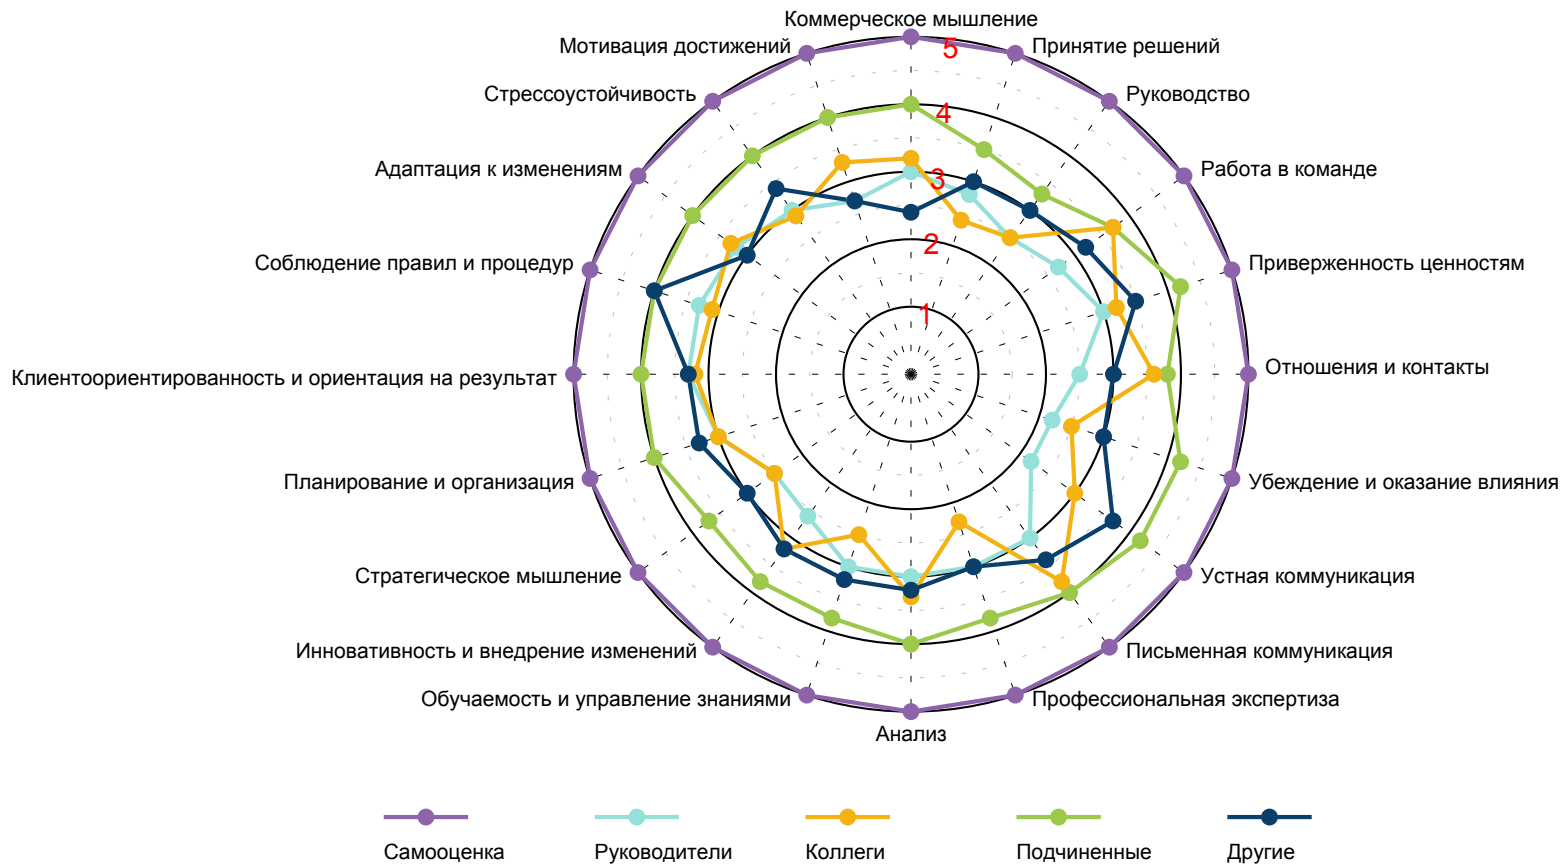 Коммерческое мышление
Мотивация достижений
Принятие решений
5
Стрессоустойчивость
Руководство
4
Адаптация к изменениям
Работа в команде
3
Соблюдение правил и процедур
Приверженность ценностям
2
1
Клиентоориентированность и ориентация на результат
Отношения и контакты
Планирование и организация
Убеждение и оказание влияния
Стратегическое мышление
Устная коммуникация
Инновативность и внедрение изменений
Письменная коммуникация
Обучаемость и управление знаниями
Профессиональная экспертиза
Анализ
Самооценка
Руководители
Коллеги
Подчиненные
Другие